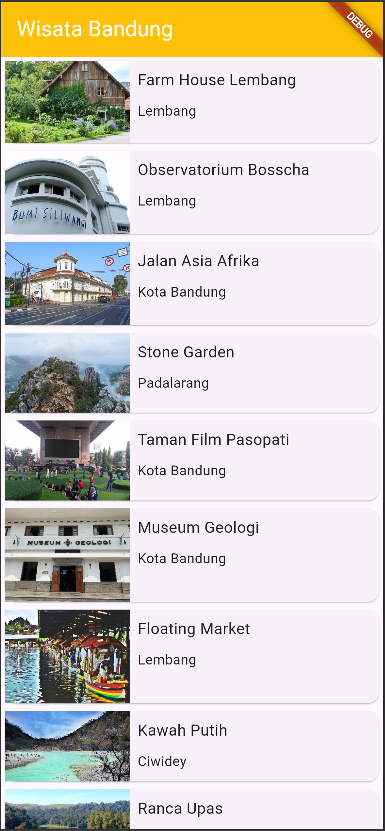 Wisata Bandung
DEBUG
Farm House Lembang
Lembang
Observatorium Bosscha
Lembang
BUMI SILIWANGI
Jalan Asia Afrika
Kota Bandung
Stone Garden
Padalarang
Taman Film Pasopati
Kota Bandung
Museum Geologi
MUSEUM GEOLOGI
Kota Bandung
Floating Market
Lembang
Kawah Putih
Ciwidey
Ranca Upas